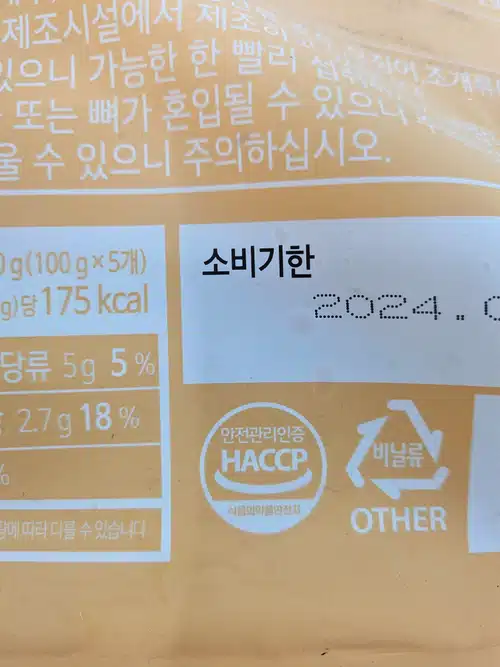 제조시설에서 제조
있으니 가능한 한 빨리
또는 뼈가 혼입될 수 있으니
울 수 있으니 주의하십시오.
0g(100g×5개)
g)당 175 kcal
당류 5g 5%
2.7g 18%
%
량에 따라 다를 수 있습니다
소비기한
2024.0
안전관리인증
HACCP
식품의약품안전처
비닐류
OTHER